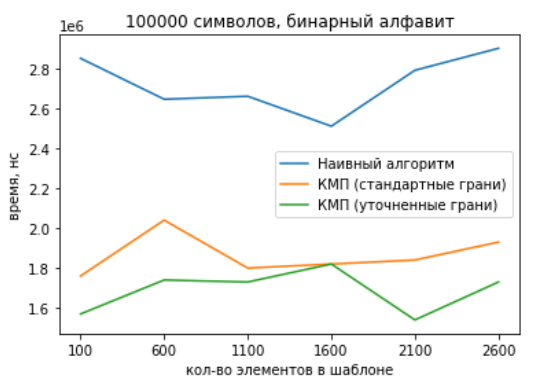 100000 символов, бинарный алфавит
1e6
2.8
2.6
2.4
2.2
2.0
1.8
1.6
время, нс
Наивный алгоритм
КМП (стандартные грани)
КМП (уточненные грани)
100 600 1100 1600 2100 2600
кол-во элементов в шаблоне